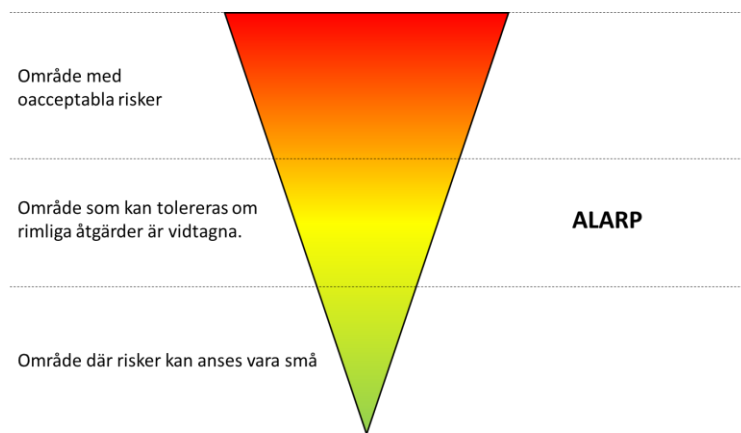 Område med
oacceptabla risker
Område som kan tolereras om
rimliga åtgärder är vidtagna.
ALARP
Område där risker kan anses vara små